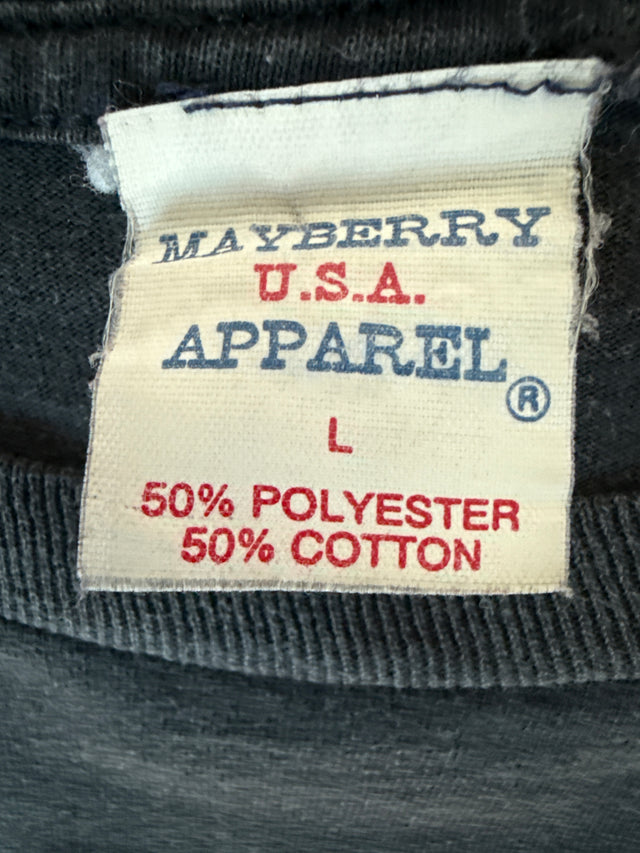 MAYBERRY
U.S.A.
APPAREL®
L
50% POLYESTER
50% COTTON